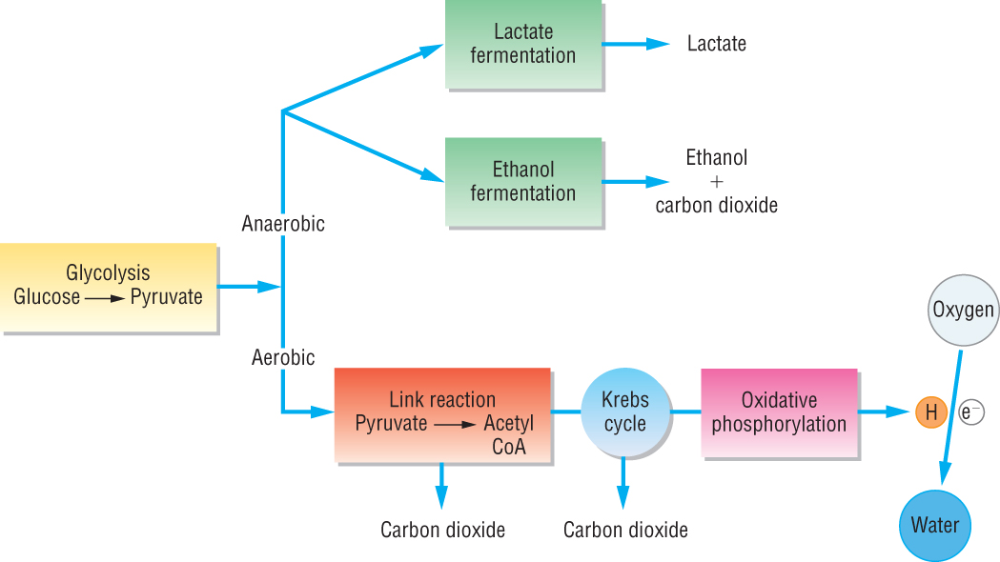 Lactate
fermentation
Lactate
Ethanol
fermentation
Ethanol
+
carbon dioxide
Anaerobic
Glycolysis
Glucose ⟶ Pyruvate
Aerobic
Link reaction
Pyruvate ⟶ Acetyl
CoA
Krebs
cycle
Oxidative
phosphorylation
Oxygen
H
e⁻
Water
Carbon dioxide
Carbon dioxide